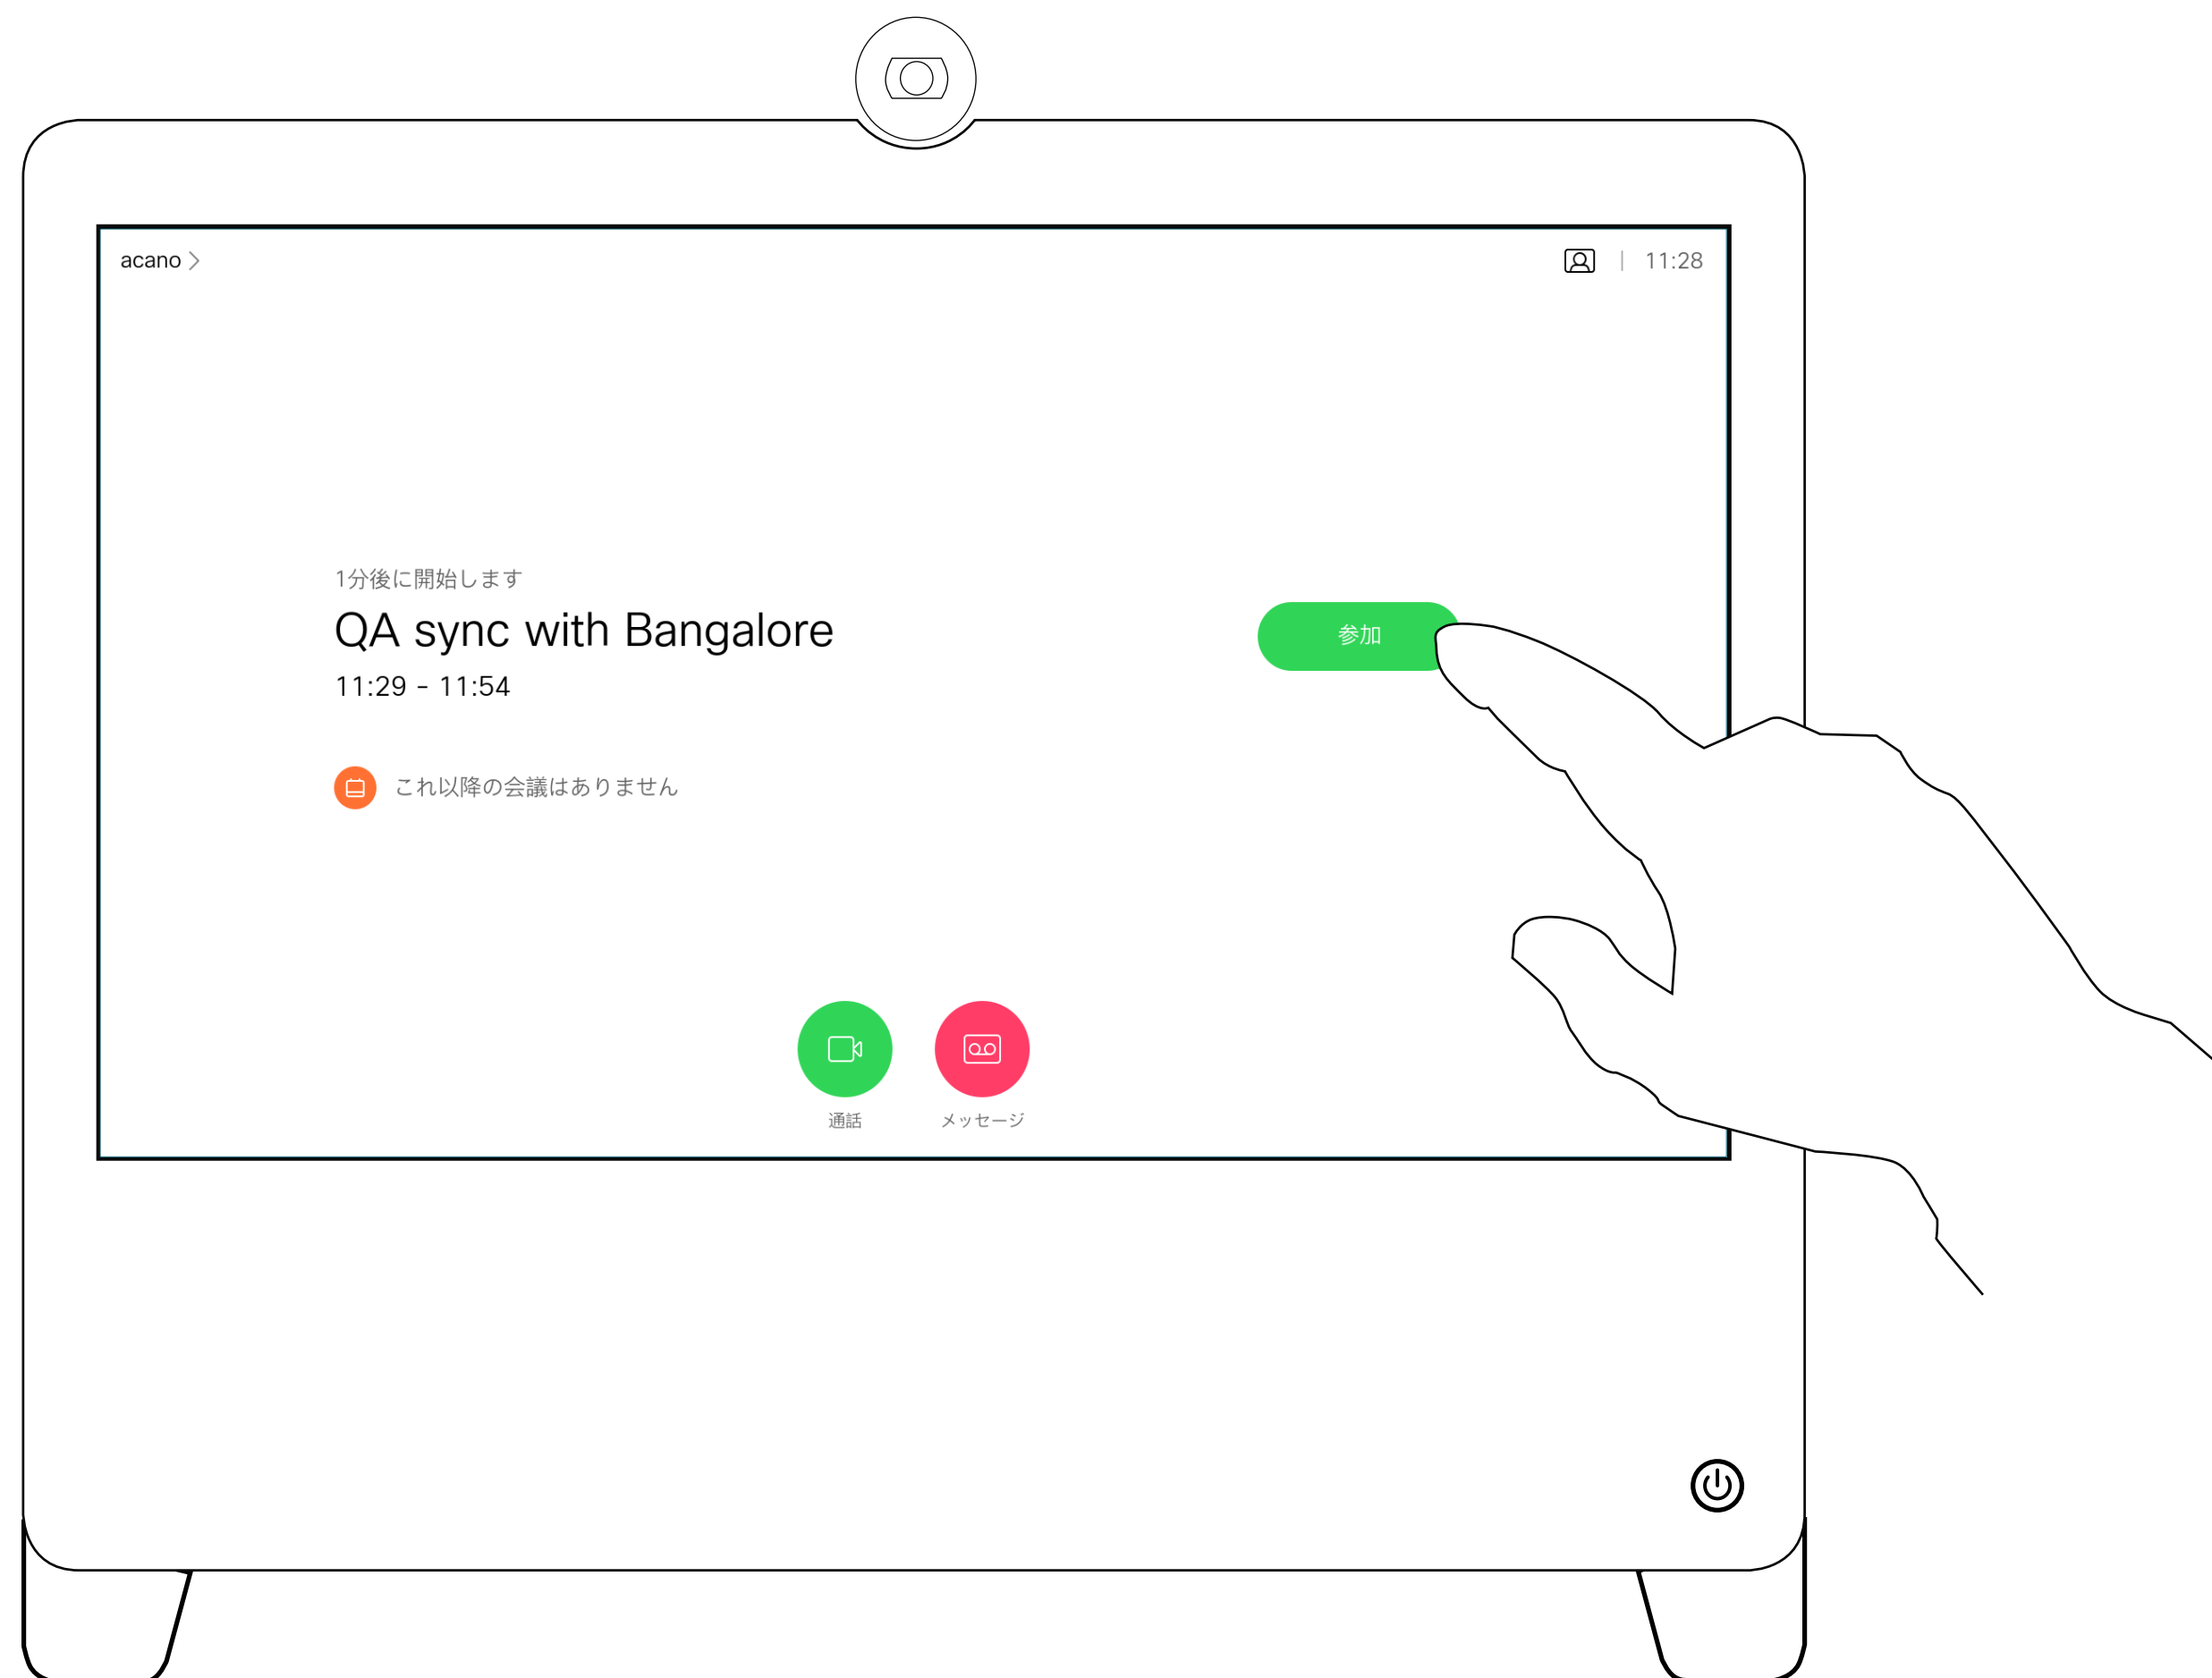 acano
11:28
1分後に開始します
QA sync with Bangalore
11:29 - 11:54
参加
これ以降の会議はありません
通話
メッセージ